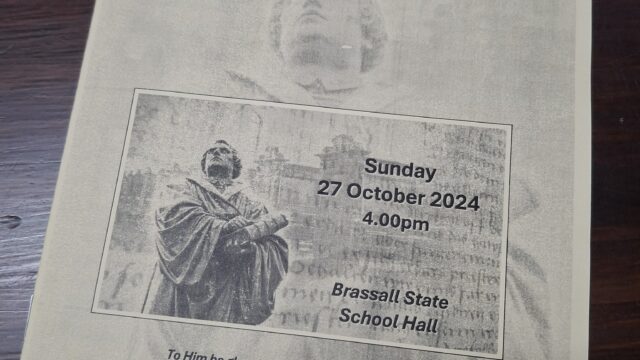 Sunday
27 October 2024
4.00pm
Brassall State
School Hall
To Him be